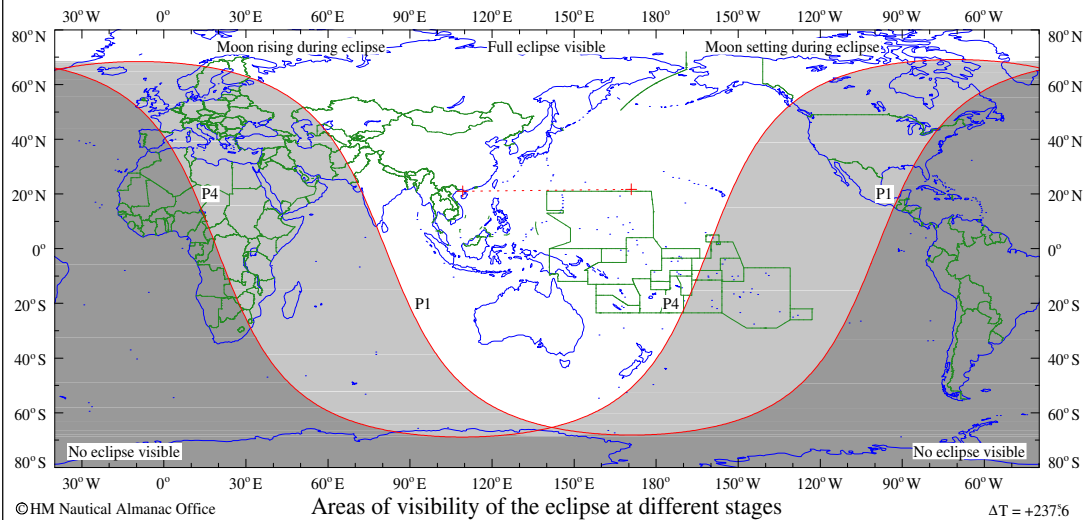 30° W 0° 30° E 60° E 90° E 120° E 150° E 180° 150° W 120° W 90° W 60° W
80° N 80° N
Moon rising during eclipse Full eclipse visible Moon setting during eclipse
60° N 60° N
40° N 40° N
20° N P4 P1 20° N
0° 0°
20° S P1 P4 20° S
40° S 40° S
60° S 60° S
No eclipse visible No eclipse visible
80° S 80° S
30° W 0° 30° E 60° E 90° E 120° E 150° E 180° 150° W 120° W 90° W 60° W
©HM Nautical Almanac Office Areas of visibility of the eclipse at different stages ΔT = +237ˢ.6